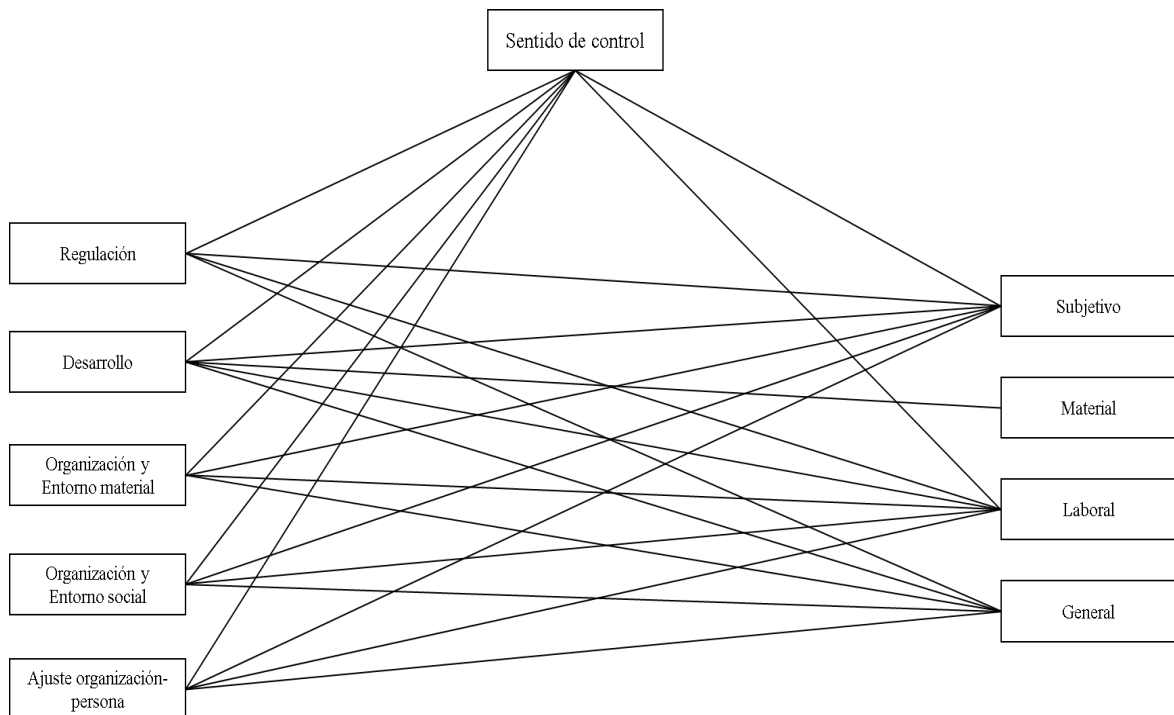 Sentido de control
Regulación
Desarrollo
Organización y
Entorno material
Organización y
Entorno social
Ajuste organización-
persona
Subjetivo
Material
Laboral
General